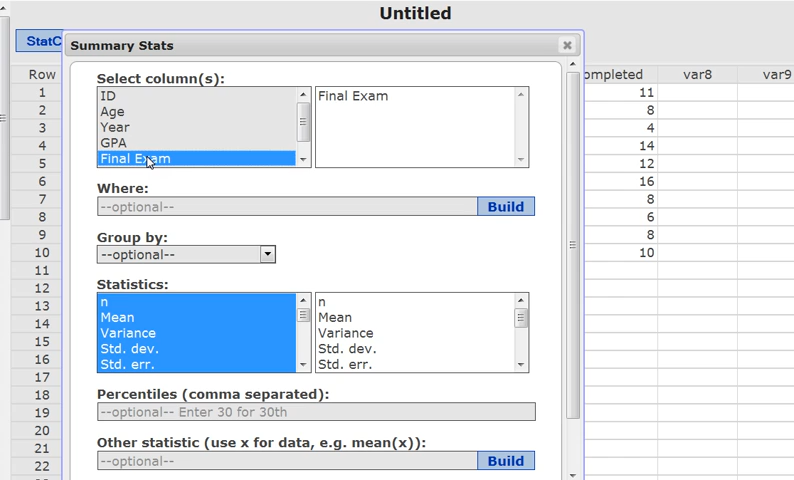 Untitled
StatC
Summary Stats
Select column(s):
ID
Age
Year
GPA
Final Exam
Final Exam
Where:
--optional--
Build
Group by:
--optional--
Statistics:
n
Mean
Variance
Std. dev.
Std. err.
n
Mean
Variance
Std. dev.
Std. err.
Percentiles (comma separated):
--optional-- Enter 30 for 30th
Other statistic (use x for data, e.g. mean(x)):
--optional--
Build
Row
1
2
3
4
5
6
7
8
9
10
11
12
13
14
15
16
17
18
19
20
21
22
ompleted var8 var9
11
8
4
14
12
16
8
6
8
10